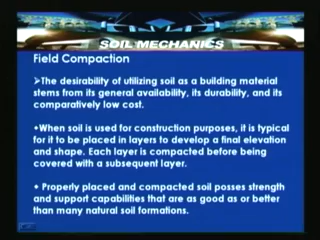 SOIL MECHANICS
Field Compaction
➢The desirability of utilizing soil as a building material
stems from its general availability, its durability, and its
comparatively low cost.
•When soil is used for construction purposes, it is typical
for it to be placed in layers to develop a final elevation
and shape. Each layer is compacted before being
covered with a subsequent layer.
• Properly placed and compacted soil posses strength
and support capabilities that are as good as or better
than many natural soil formations.